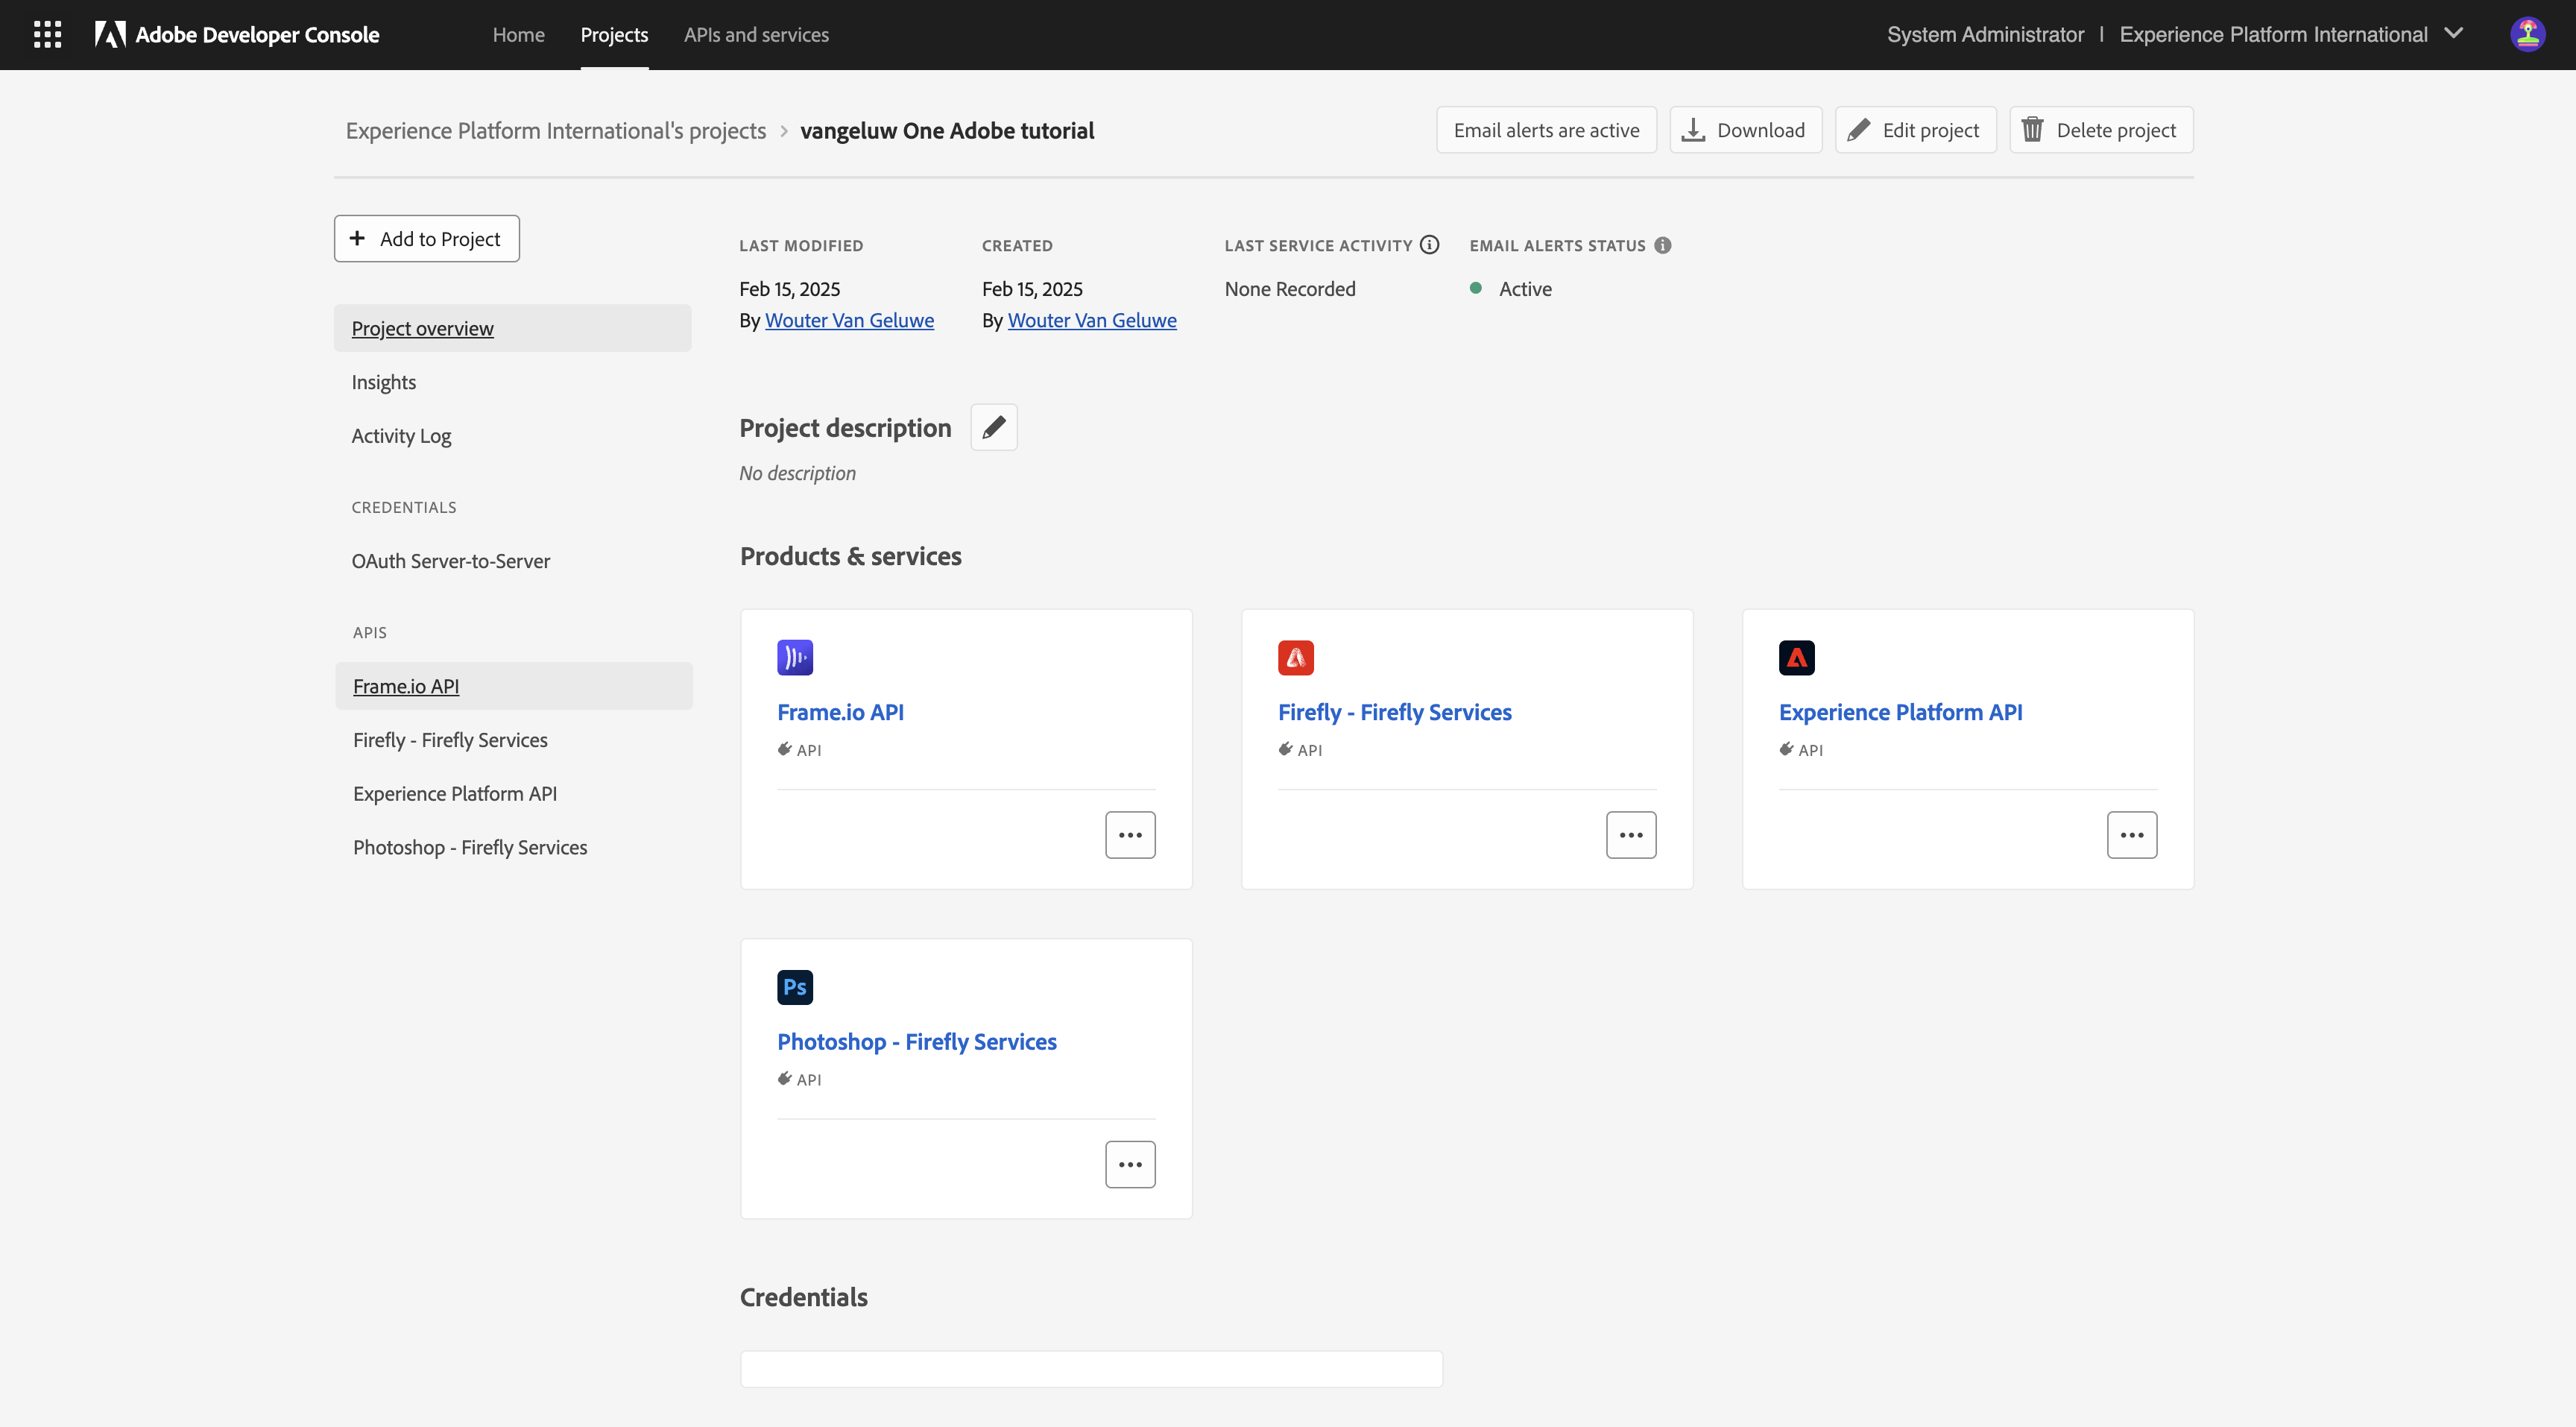 Adobe Developer Console
Home
Projects
APIs and services
System Administrator | Experience Platform International
Experience Platform International's projects > vangeluw One Adobe tutorial
Email alerts are active
Download
Edit project
Delete project
+ Add to Project
Project overview
Insights
Activity Log
CREDENTIALS
OAuth Server-to-Server
APIS
Frame.io API
Firefly - Firefly Services
Experience Platform API
Photoshop - Firefly Services
LAST MODIFIED
Feb 15, 2025
By Wouter Van Geluwe
CREATED
Feb 15, 2025
By Wouter Van Geluwe
LAST SERVICE ACTIVITY
None Recorded
EMAIL ALERTS STATUS
Active
Project description
No description
Products & services
Frame.io API
API
Firefly - Firefly Services
API
Experience Platform API
API
Ps
Photoshop - Firefly Services
API
Credentials